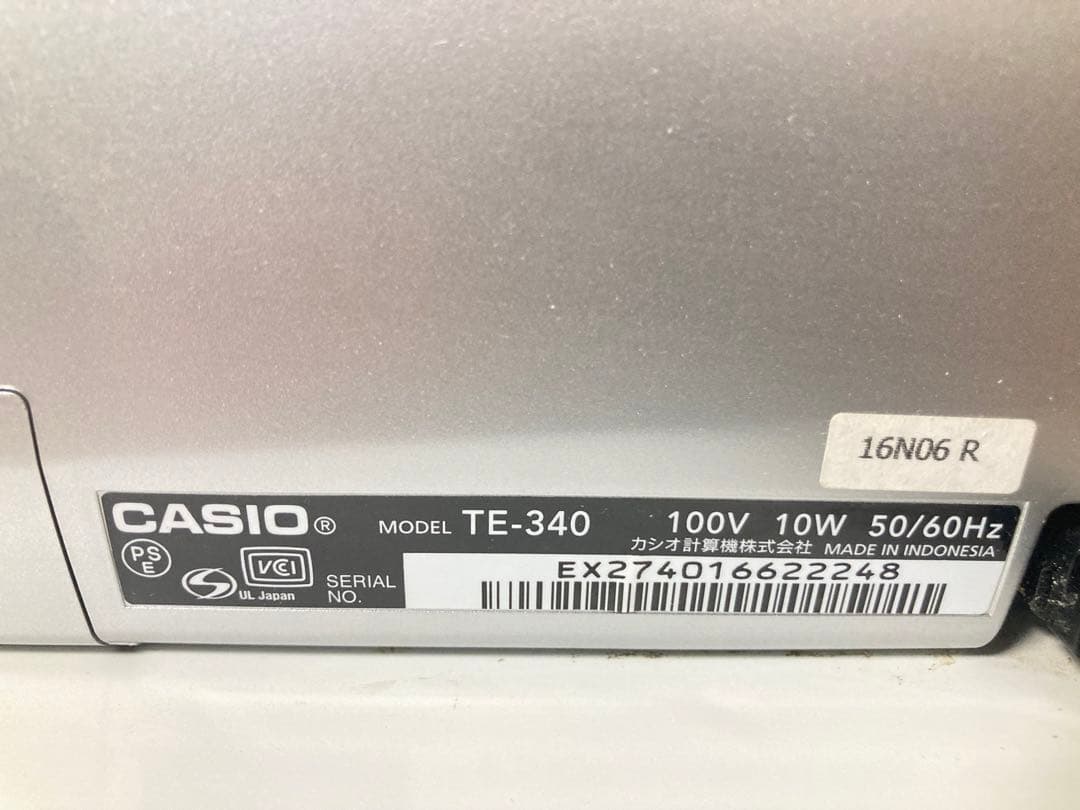 16N06 R
CASIO® MODEL TE-340 100V 10W 50/60Hz
カシオ計算機株式会社 MADE IN INDONESIA
PS
E
VCI
UL Japan
SERIAL
NO.
EX274016622248